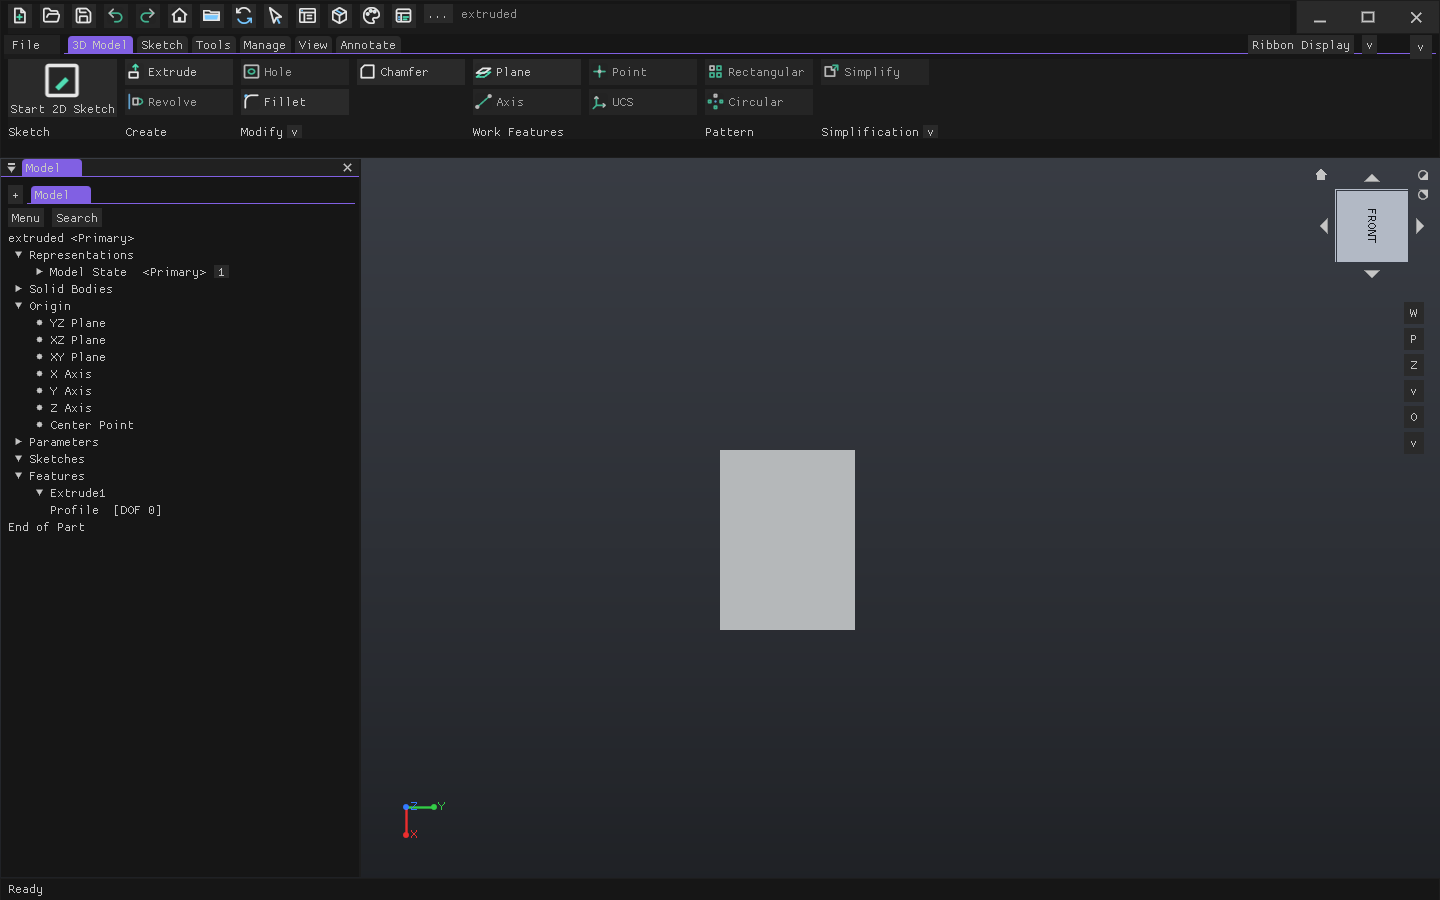 ... extruded
File 3D Model Sketch Tools Manage View Annotate Ribbon Display v v
Extrude Hole Chamfer Plane Point Rectangular Simplify
Start 2D Sketch Revolve Fillet Axis UCS Circular
Sketch Create Modify v Work Features Pattern Simplification v
Model
+ Model
Menu Search
extruded <Primary>
Representations
Model State <Primary> 1
Solid Bodies
Origin
YZ Plane
XZ Plane
XY Plane
X Axis
Y Axis
Z Axis
Center Point
Parameters
Sketches
Features
Extrude1
Profile [DOF 0]
End of Part
FRONT
W
P
Z
v
O
v
Z Y
X
Ready